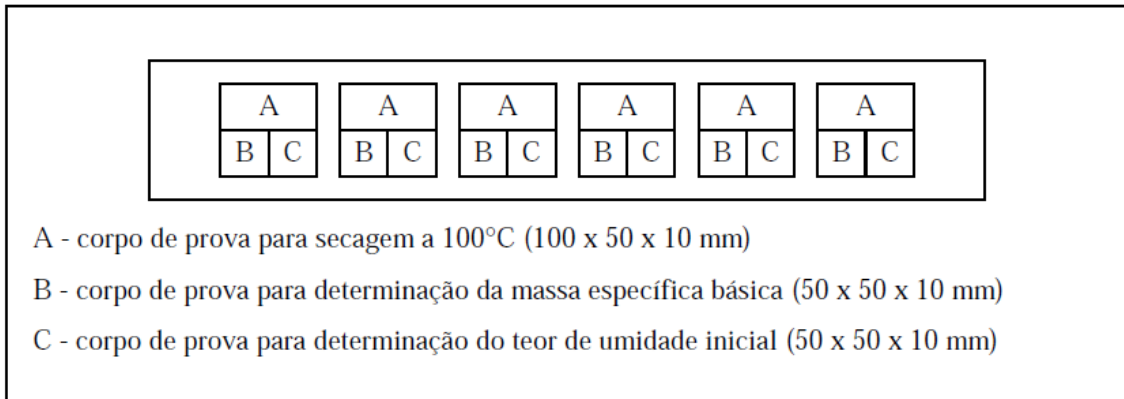 A A A A A A
B C B C B C B C B C B C
A - corpo de prova para secagem a 100°C (100 x 50 x 10 mm)
B - corpo de prova para determinação da massa específica básica (50 x 50 x 10 mm)
C - corpo de prova para determinação do teor de umidade inicial (50 x 50 x 10 mm)